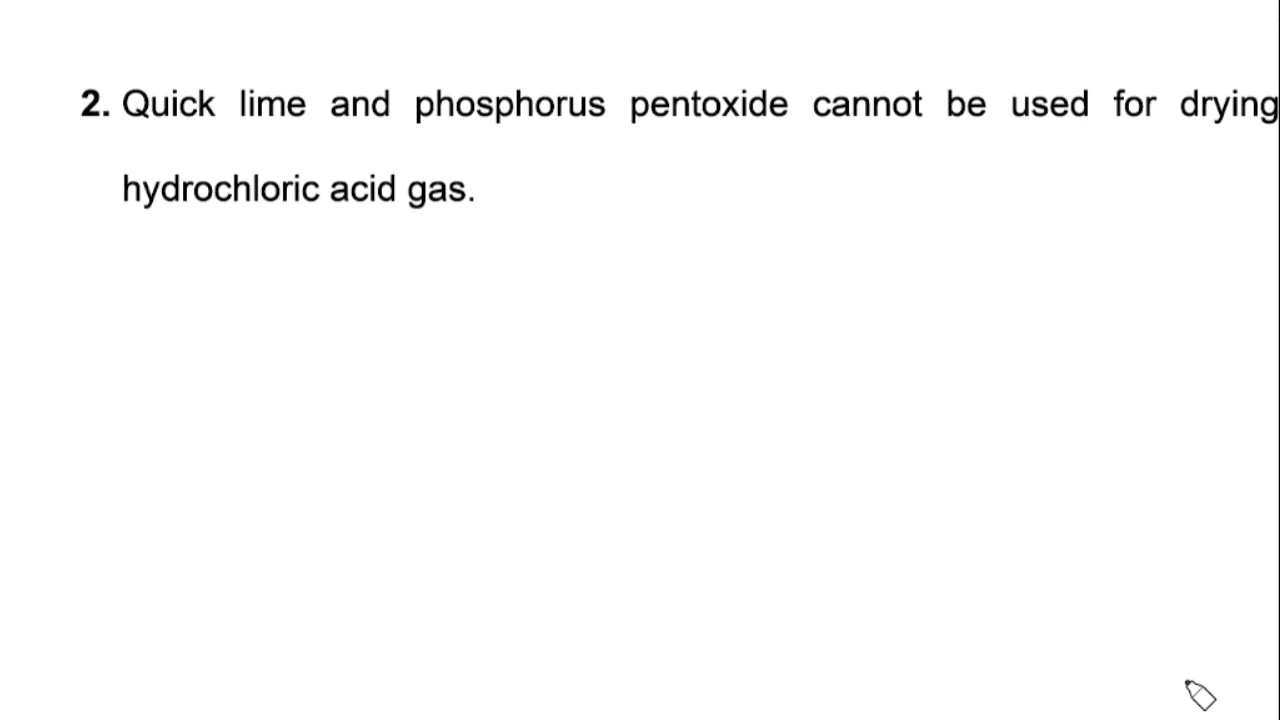 2. Quick lime and phosphorus pentoxide cannot be used for drying
hydrochloric acid gas.